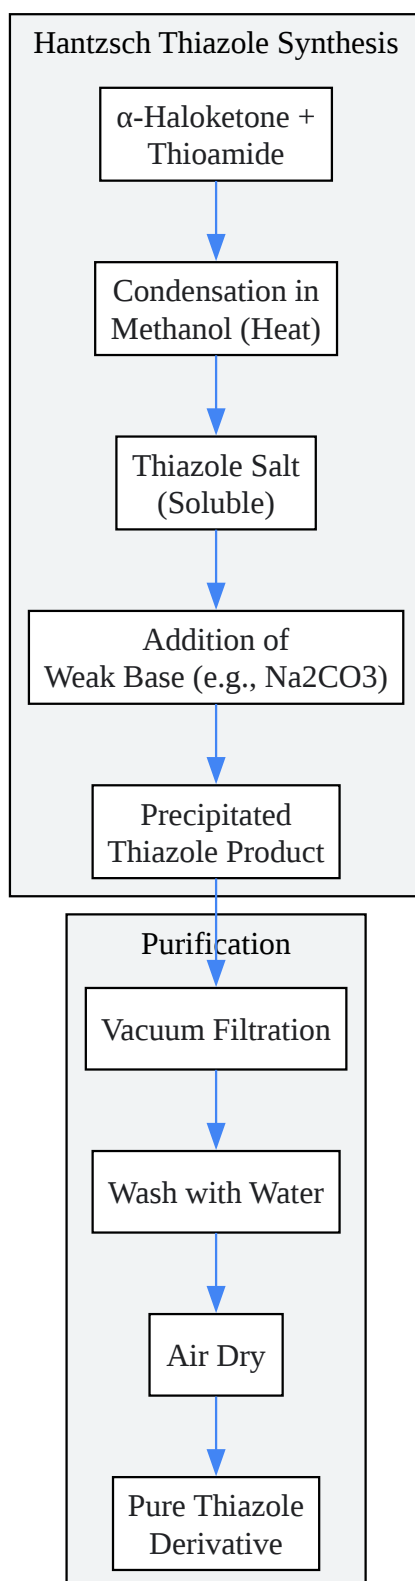 Hantzsch Thiazole Synthesis
α-Haloketone +
Thioamide
Condensation in
Methanol (Heat)
Thiazole Salt
(Soluble)
Addition of
Weak Base (e.g., Na2CO3)
Precipitated
Thiazole Product
Purification
Vacuum Filtration
Wash with Water
Air Dry
Pure Thiazole
Derivative